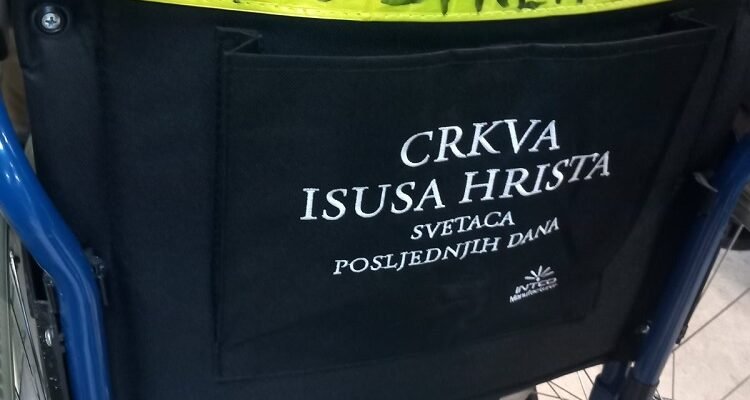 CRKVA
ISUSA HRISTA
SVETACA
POSLJEDNJIH DANA
INTCO